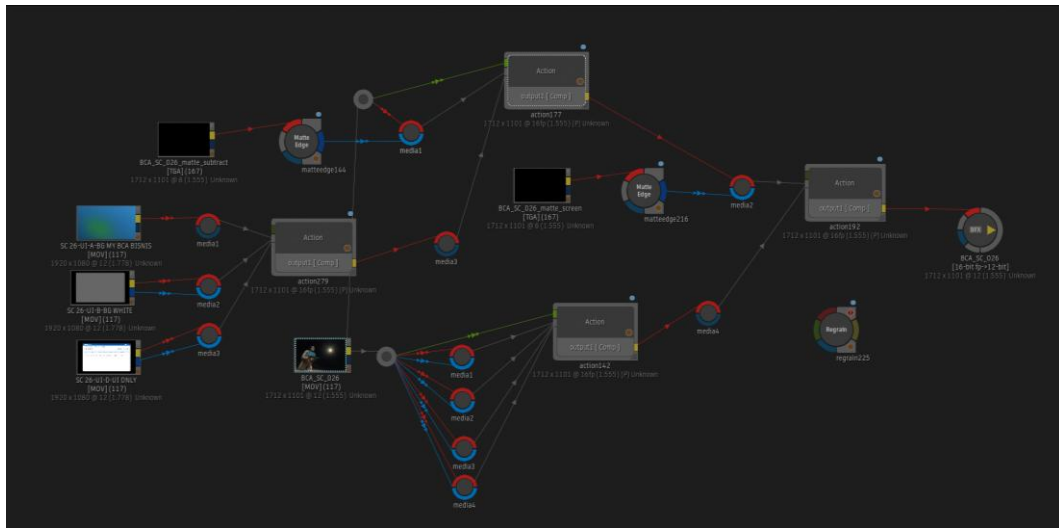 Action
output1 [ Comp ]
action177
1712 x 1101 @ 16fp (1.555) (P) Unknown
Matte
Edge
matteedge144
media1
BCA_SC_026_matte_subtract
[TGA] (167)
1712 x 1101 @ 8 (1.555) Unknown
BCA_SC_026_matte_screen
[TGA] (167)
1712 x 1101 @ 8 (1.555) Unknown
Matte
Edge
matteedge216
media2
Action
output1 [ Comp ]
action192
1712 x 1101 @ 16fp (1.555) (P) Unknown
BCA_SC_026
[16-bit fp->12-bit]
1712 x 1101 @ 12 (1.555) Unknown
SC 26-UI-A-BG MY BCA BISNIS
[MOV] (117)
1920 x 1080 @ 12 (1.778) Unknown
media1
Action
output1 [ Comp ]
action279
1712 x 1101 @ 16fp (1.555) (P) Unknown
media3
SC 26-UI-B-BG WHITE
[MOV] (117)
1920 x 1080 @ 12 (1.778) Unknown
media2
SC 26-UI-D-UI ONLY
[MOV] (117)
1920 x 1080 @ 12 (1.778) Unknown
media3
BCA_SC_026
[MOV] (117)
1712 x 1101 @ 12 (1.555) Unknown
media1
media2
media3
media4
Action
output1 [ Comp ]
action142
1712 x 1101 @ 16fp (1.555) (P) Unknown
media4
Regrain
regrain225